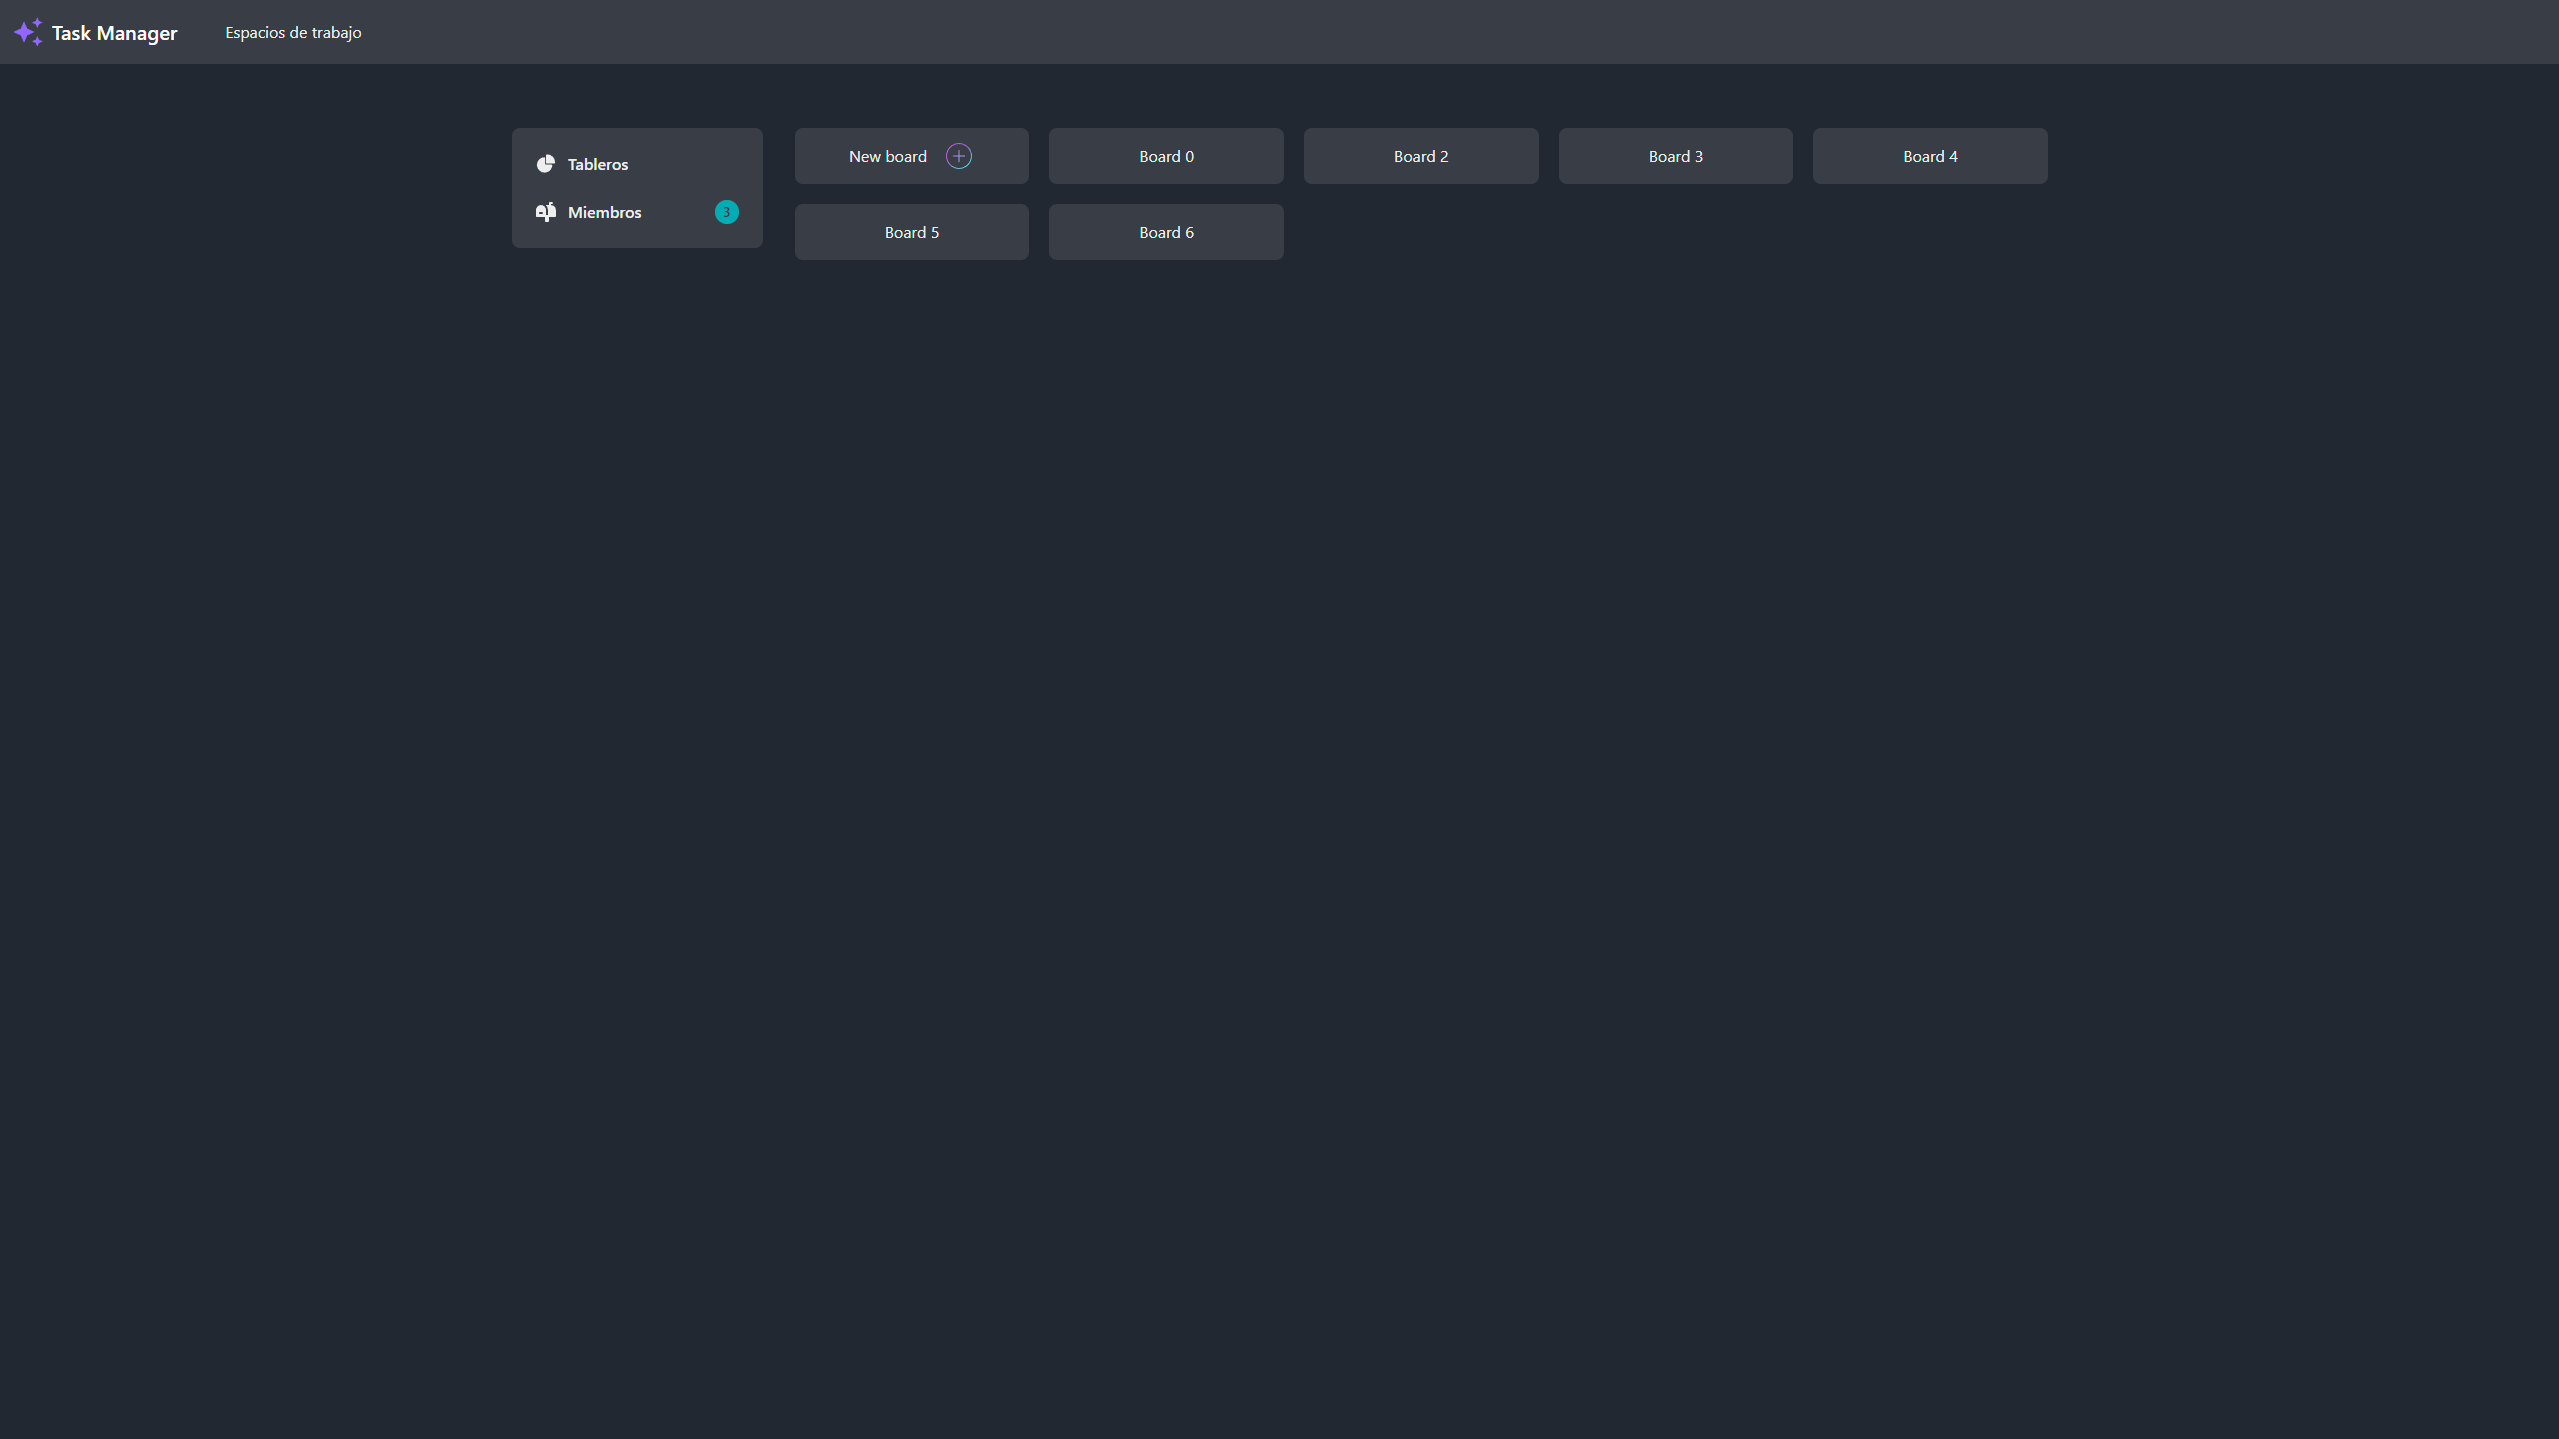 Task Manager
Espacios de trabajo
Tableros
Miembros 3
New board
Board 0
Board 2
Board 3
Board 4
Board 5
Board 6